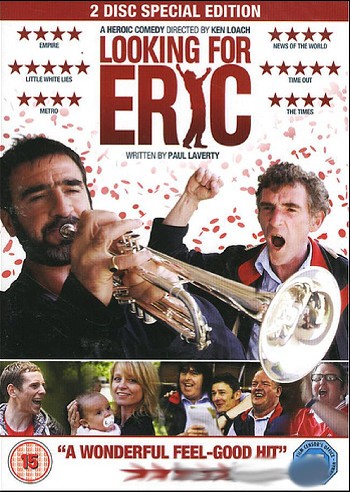 2 DISC SPECIAL EDITION
A HEROIC COMEDY DIRECTED BY KEN LOACH
LOOKING FOR
ERIC
WRITTEN BY PAUL LAVERTY
EMPIRE
LITTLE WHITE LIES
METRO
NEWS OF THE WORLD
TIME OUT
THE TIMES
15
"A WONDERFUL FEEL-GOOD HIT"